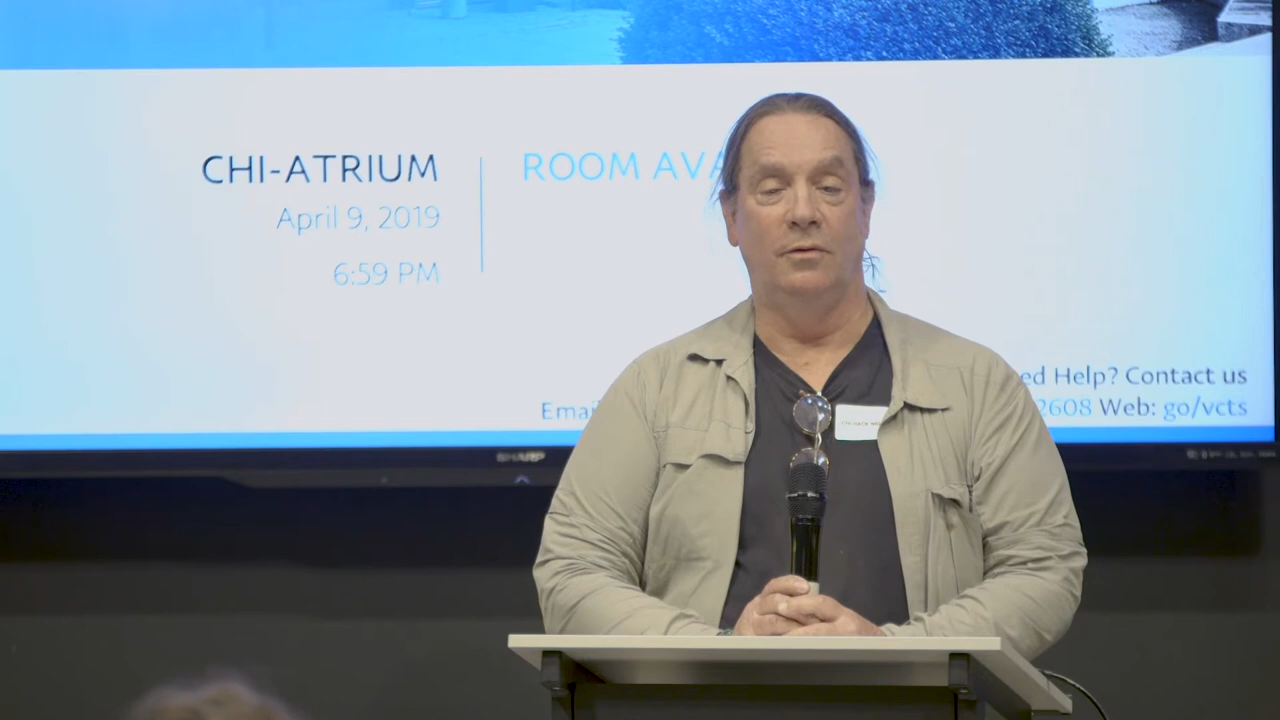 CHI-ATRIUM
April 9, 2019
6:59 PM
ROOM AVA
ed Help? Contact us
Emai
2608 Web: go/vcts
SHARP